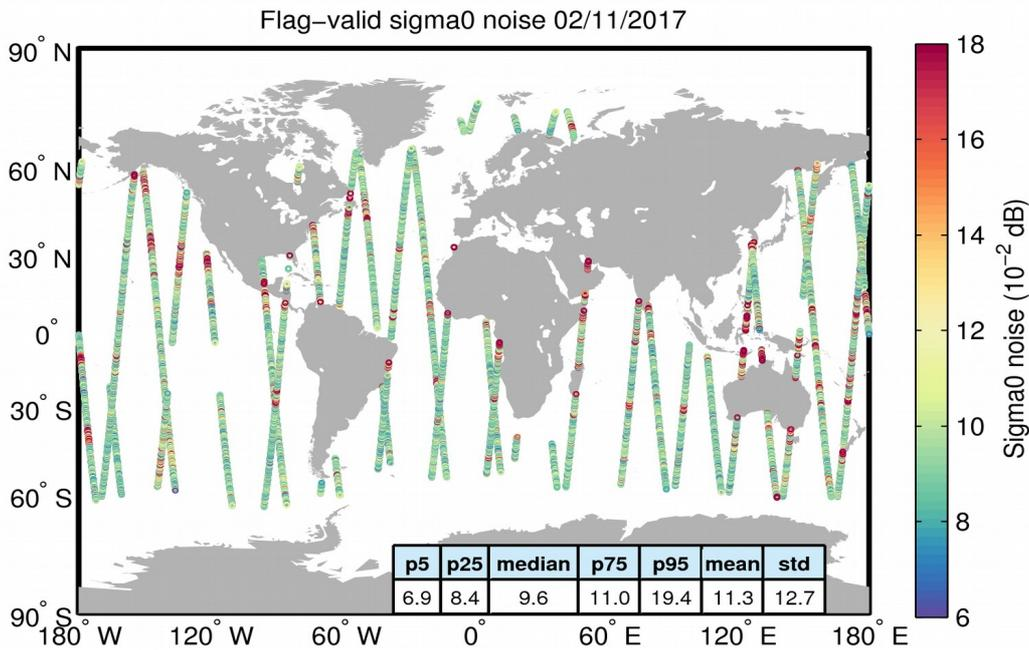 Flag−valid sigma0 noise 02/11/2017
90° N
60° N
30° N
0°
30° S
60° S
90° S
180° W
120° W
60° W
0°
60° E
120° E
180° E
p5 p25 median p75 p95 mean std
6.9 8.4 9.6 11.0 19.4 11.3 12.7
18
16
14
12
10
8
6
Sigma0 noise (10⁻² dB)